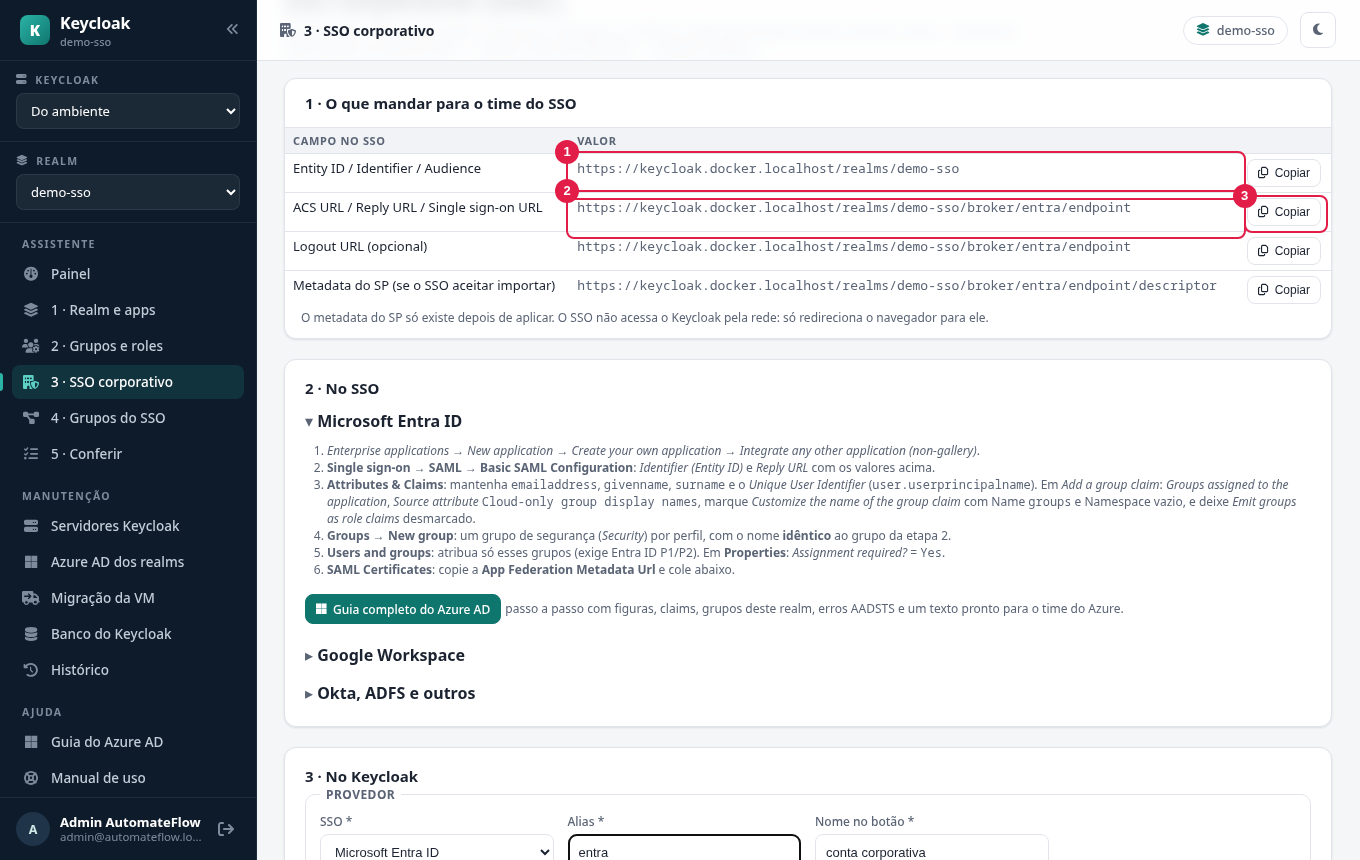 K
Keycloak
demo-sso
KEYCLOAK
Do ambiente
REALM
demo-sso
ASSISTENTE
Painel
1 · Realm e apps
2 · Grupos e roles
3 · SSO corporativo
4 · Grupos do SSO
5 · Conferir
MANUTENÇÃO
Servidores Keycloak
Azure AD dos realms
Migração da VM
Banco do Keycloak
Histórico
AJUDA
Guia do Azure AD
Manual de uso
A
Admin AutomateFlow
admin@automateflow.lo...
3 · SSO corporativo
demo-sso
1 · O que mandar para o time do SSO
CAMPO NO SSO VALOR
1
Entity ID / Identifier / Audience https://keycloak.docker.localhost/realms/demo-sso Copiar
2 3
ACS URL / Reply URL / Single sign-on URL https://keycloak.docker.localhost/realms/demo-sso/broker/entra/endpoint Copiar
Logout URL (opcional) https://keycloak.docker.localhost/realms/demo-sso/broker/entra/endpoint Copiar
Metadata do SP (se o SSO aceitar importar) https://keycloak.docker.localhost/realms/demo-sso/broker/entra/endpoint/descriptor Copiar
O metadata do SP só existe depois de aplicar. O SSO não acessa o Keycloak pela rede: só redireciona o navegador para ele.
2 · No SSO
▾ Microsoft Entra ID
1. Enterprise applications → New application → Create your own application → Integrate any other application (non-gallery).
2. Single sign-on → SAML → Basic SAML Configuration: Identifier (Entity ID) e Reply URL com os valores acima.
3. Attributes & Claims: mantenha emailaddress, givenname, surname e o Unique User Identifier (user.userprincipalname). Em Add a group claim: Groups assigned to the
application, Source attribute Cloud-only group display names, marque Customize the name of the group claim com Name groups e Namespace vazio, e deixe Emit groups
as role claims desmarcado.
4. Groups → New group: um grupo de segurança (Security) por perfil, com o nome idêntico ao grupo da etapa 2.
5. Users and groups: atribua só esses grupos (exige Entra ID P1/P2). Em Properties: Assignment required? = Yes.
6. SAML Certificates: copie a App Federation Metadata Url e cole abaixo.
Guia completo do Azure AD passo a passo com figuras, claims, grupos deste realm, erros AADSTS e um texto pronto para o time do Azure.
▸ Google Workspace
▸ Okta, ADFS e outros
3 · No Keycloak
PROVEDOR
SSO * Alias * Nome no botão *
Microsoft Entra ID entra conta corporativa